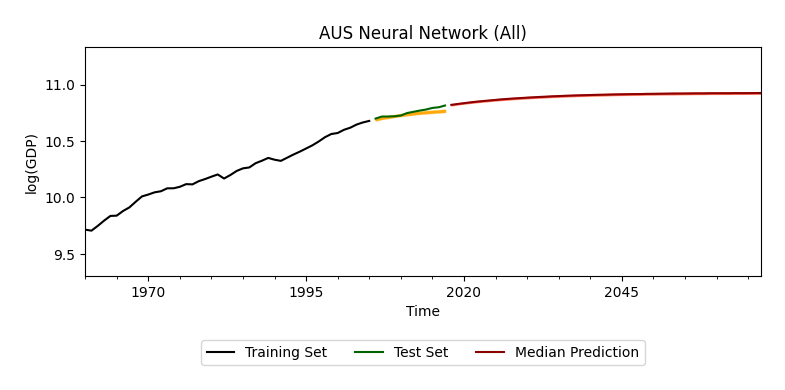 AUS Neural Network (All)
11.0
10.5
10.0
9.5
log(GDP)
1970 1995 2020 2045
Time
Training Set Test Set Median Prediction